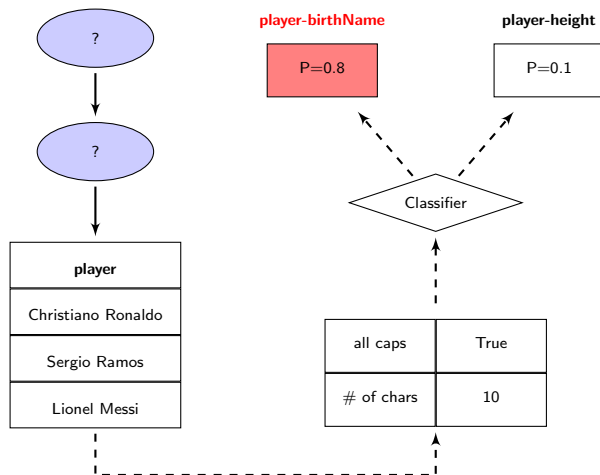 ?
?
player
Christiano Ronaldo
Sergio Ramos
Lionel Messi
player-birthName
player-height
P=0.8
P=0.1
Classifier
all caps
True
# of chars
10